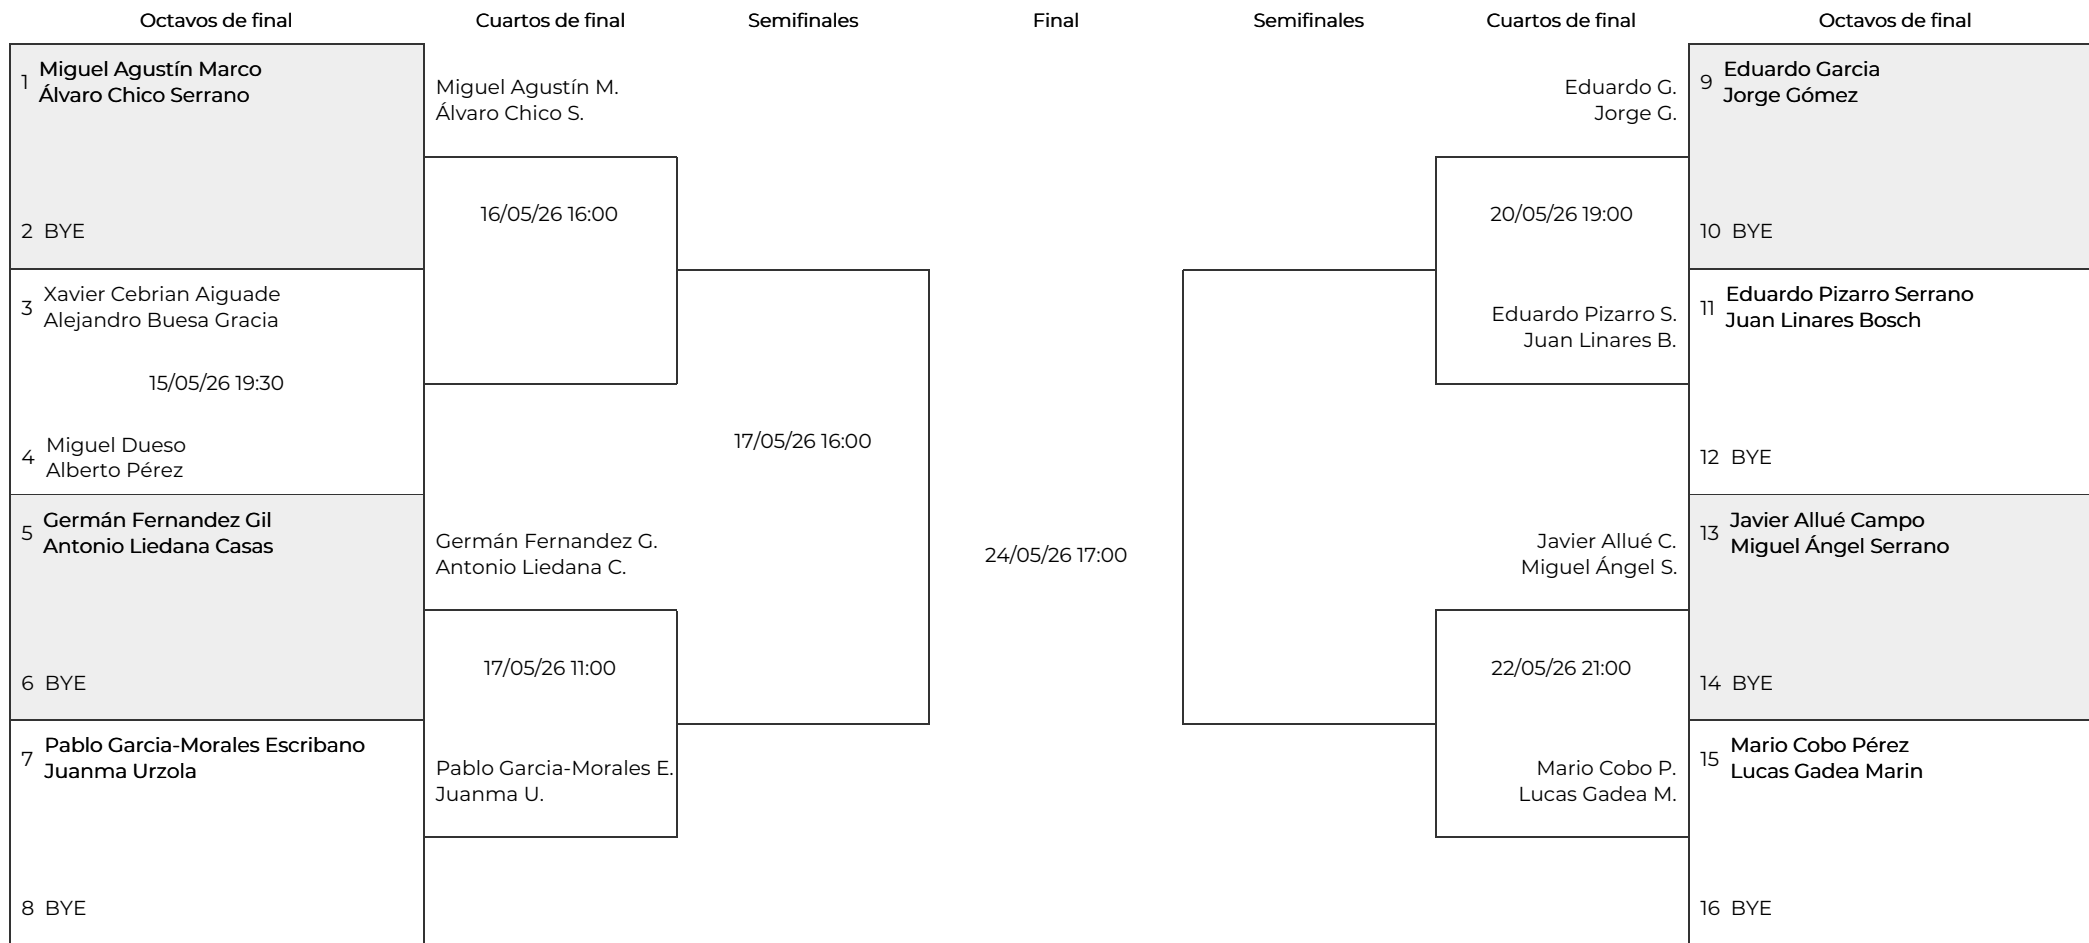 Octavos de final
Cuartos de final
Semifinales
Final
Semifinales
Cuartos de final
Octavos de final
1
Miguel Agustín Marco
Álvaro Chico Serrano
2 BYE
3
Xavier Cebrian Aiguade
Alejandro Buesa Gracia
15/05/26 19:30
4
Miguel Dueso
Alberto Pérez
5
Germán Fernandez Gil
Antonio Liedana Casas
6 BYE
7
Pablo Garcia-Morales Escribano
Juanma Urzola
8 BYE
Miguel Agustín M.
Álvaro Chico S.
16/05/26 16:00
Germán Fernandez G.
Antonio Liedana C.
17/05/26 11:00
Pablo Garcia-Morales E.
Juanma U.
17/05/26 16:00
24/05/26 17:00
Eduardo G.
Jorge G.
20/05/26 19:00
Eduardo Pizarro S.
Juan Linares B.
Javier Allué C.
Miguel Ángel S.
22/05/26 21:00
Mario Cobo P.
Lucas Gadea M.
9
Eduardo Garcia
Jorge Gómez
10 BYE
11
Eduardo Pizarro Serrano
Juan Linares Bosch
12 BYE
13
Javier Allué Campo
Miguel Ángel Serrano
14 BYE
15
Mario Cobo Pérez
Lucas Gadea Marin
16 BYE